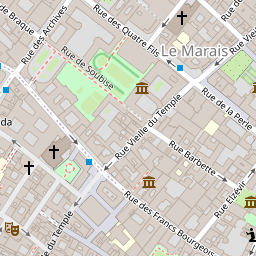 de Braque
Rue des Archives
Rue des Quatre Fils
Le Marais
Rue de Soubise
Rue Vieille du Temple
Rue de la Perle
Rue Barbette
Rue Elzévir
Rue des Francs Bourgeois
du Temple